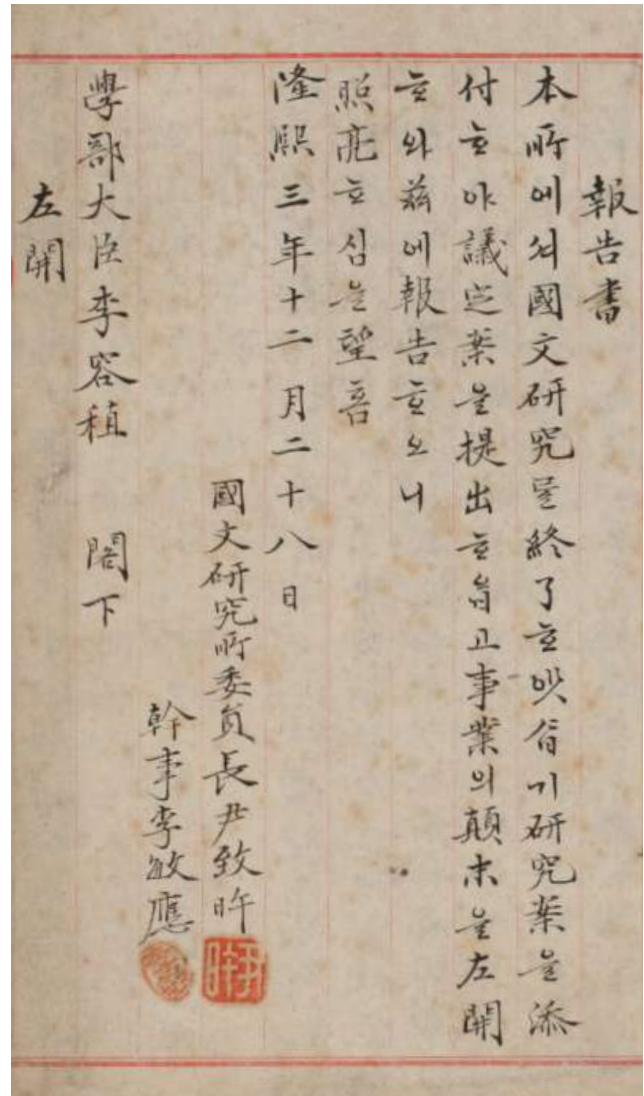 報告書
本所에셔國文硏究를終了ᄒᆞ얏ᄉᆞᆸ기硏究案을添
付ᄒᆞ야議定案을提出ᄒᆞᄋᆞᆸ고事業의顚末을左開
ᄒᆞ와玆에報告ᄒᆞ오니
照亮ᄒᆞ심을望홈
隆熙三年十二月二十八日
國文硏究所委員長尹致旿
幹事李敏應
學部大臣李容稙 閣下
左開